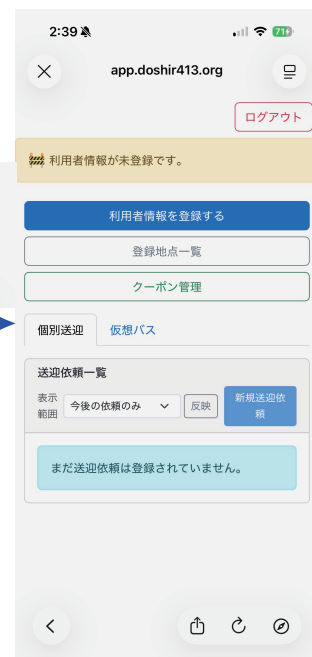 2:39
71
app.doshir413.org
ログアウト
🚧 利用者情報が未登録です。
利用者情報を登録する
登録地点一覧
クーポン管理
個別送迎 仮想バス
送迎依頼一覧
表示範囲 今後の依頼のみ 反映 新規送迎依頼
まだ送迎依頼は登録されていません。